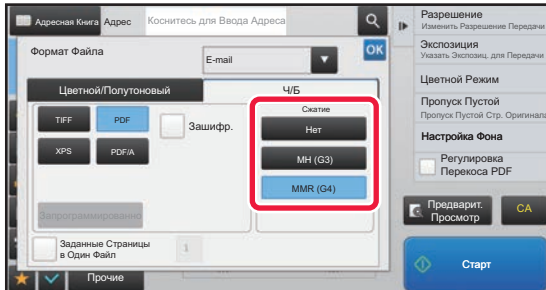 Адресная Книга
Адрес
Коснитесь для Ввода Адреса
Формат Файла
E-mail
OK
Цветной/Полутоновый
Ч/Б
TIFF
PDF
Зашифр.
XPS
PDF/A
Запрограммированно
Сжатие
Нет
MH (G3)
MMR (G4)
Заданные Страницы
в Один Файл
1
Прочие
Разрешение
Изменить Разрешение Передачи
Экспозиция
Указать Экспозиц. для Передачи
Цветной Режим
Пропуск Пустой
Пропуск Пустой Стр. Оригинала
Настройка Фона
Регулировка
Перекоса PDF
Предварит.
Просмотр
CA
Старт